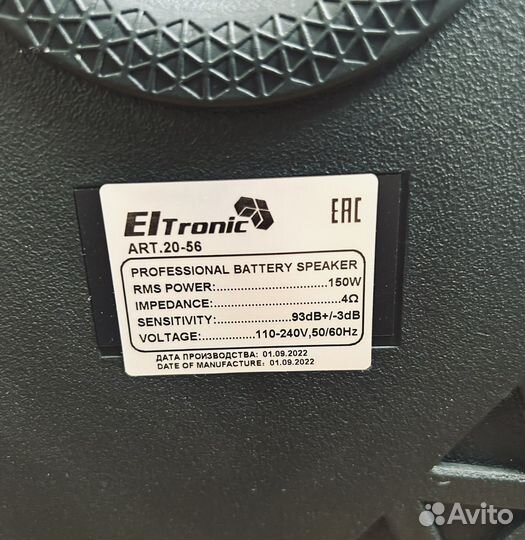 ElTronic
EAC
ART.20-56
PROFESSIONAL BATTERY SPEAKER
RMS POWER:..............................150W
IMPEDANCE:..................................4Ω
SENSITIVITY:......................93dB+/-3dB
VOLTAGE:................110-240V,50/60Hz
ДАТА ПРОИЗВОДСТВА: 01.09.2022
DATE OF MANUFACTURE: 01.09.2022
Avito